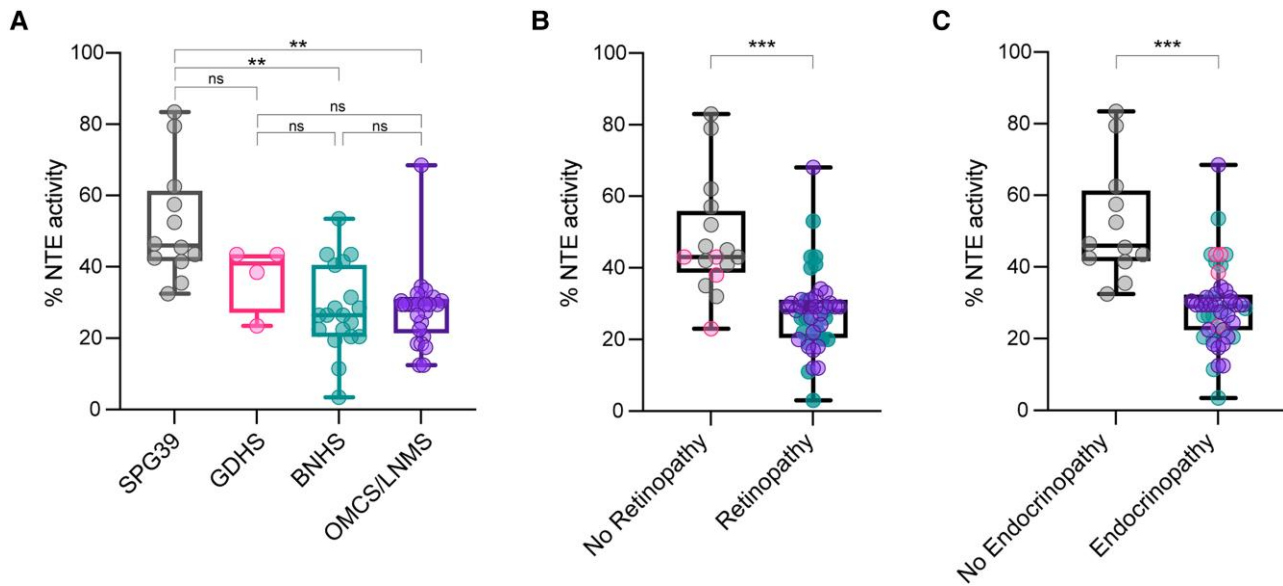 A
% NTE activity
100
80
60
40
20
0
**
**
ns
ns
ns
ns
SPG39
GDHS
BNHS
OMCS/LNMS
B
% NTE activity
100
80
60
40
20
0
***
No Retinopathy
Retinopathy
C
% NTE activity
100
80
60
40
20
0
***
No Endocrinopathy
Endocrinopathy